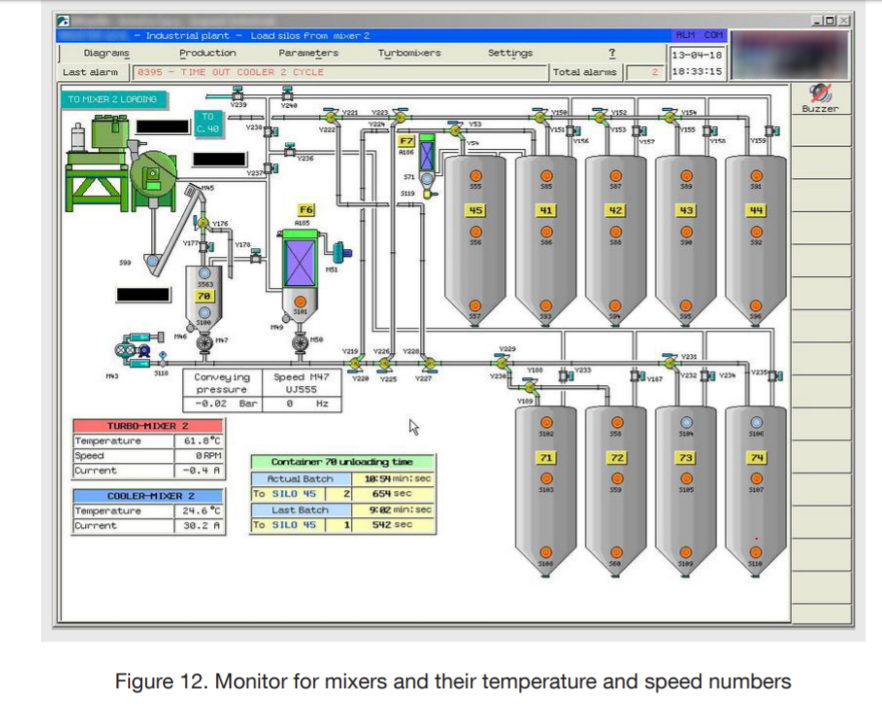 - Industrial plant - Load silos from mixer 2
ALM COM
Diagrams Production Parameters Turbomixers Settings ?
13-04-18
Last alarm 0395 - TIME OUT COOLER 2 CYCLE Total alarms 2 18:33:15
Buzzer
TO MIXER 2 LOADING
TO
C.40
Y239 Y240
Y238
Y237
Y236
Y221 Y223
Y222 Y224
Y53
Y54
Y150 Y152 Y154
Y151 Y156 Y153 Y157 Y155 Y158 Y159
F7
A186
S71
S119
M45
Y176
Y177 Y178
S99
F6
A185
M51
S563
70
S100
S101
M46 M47
M49 M50
M43
S118
S55 S85 S87 S89 S91
45 41 42 43 44
S56 S86 S88 S90 S92
S57 S93 S94 S95 S96
Y219 Y226 Y228
Y220 Y225 Y227
Y229
Y230
Y188 Y233
Y189
Y187
Y231
Y232 Y234 Y235
Conveying
pressure
-0.02 Bar
Speed M47
UJ555
0 Hz
TURBO-MIXER 2
Temperature 61.8°C
Speed 0 RPM
Current -0.4 A
COOLER-MIXER 2
Temperature 24.6 °C
Current 30.2 A
Container 70 unloading time
Actual Batch 10:54 min:sec
To SILO 45 2 654 sec
Last Batch 9:02 min:sec
To SILO 45 1 542 sec
S102 S58 S104 S106
71 72 73 74
S103 S59 S105 S107
S108 S60 S109 S110
Figure 12. Monitor for mixers and their temperature and speed numbers